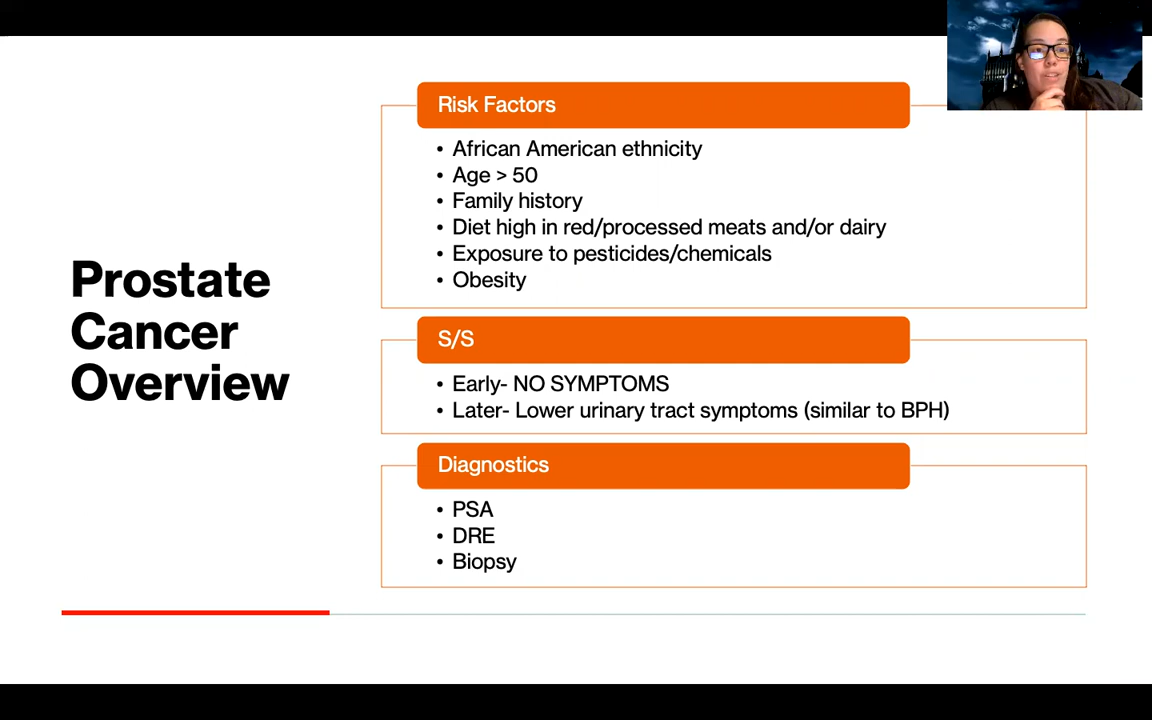 Prostate
Cancer
Overview
Risk Factors
• African American ethnicity
• Age > 50
• Family history
• Diet high in red/processed meats and/or dairy
• Exposure to pesticides/chemicals
• Obesity
S/S
• Early- NO SYMPTOMS
• Later- Lower urinary tract symptoms (similar to BPH)
Diagnostics
• PSA
• DRE
• Biopsy